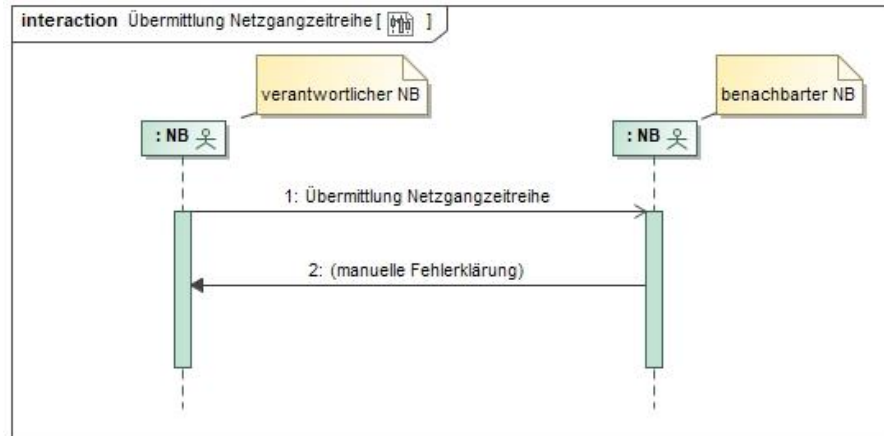 interaction Übermittlung Netzgangzeitreihe [ ]
verantwortlicher NB
benachbarter NB
: NB
: NB
1: Übermittlung Netzgangzeitreihe
2: (manuelle Fehlerklärung)